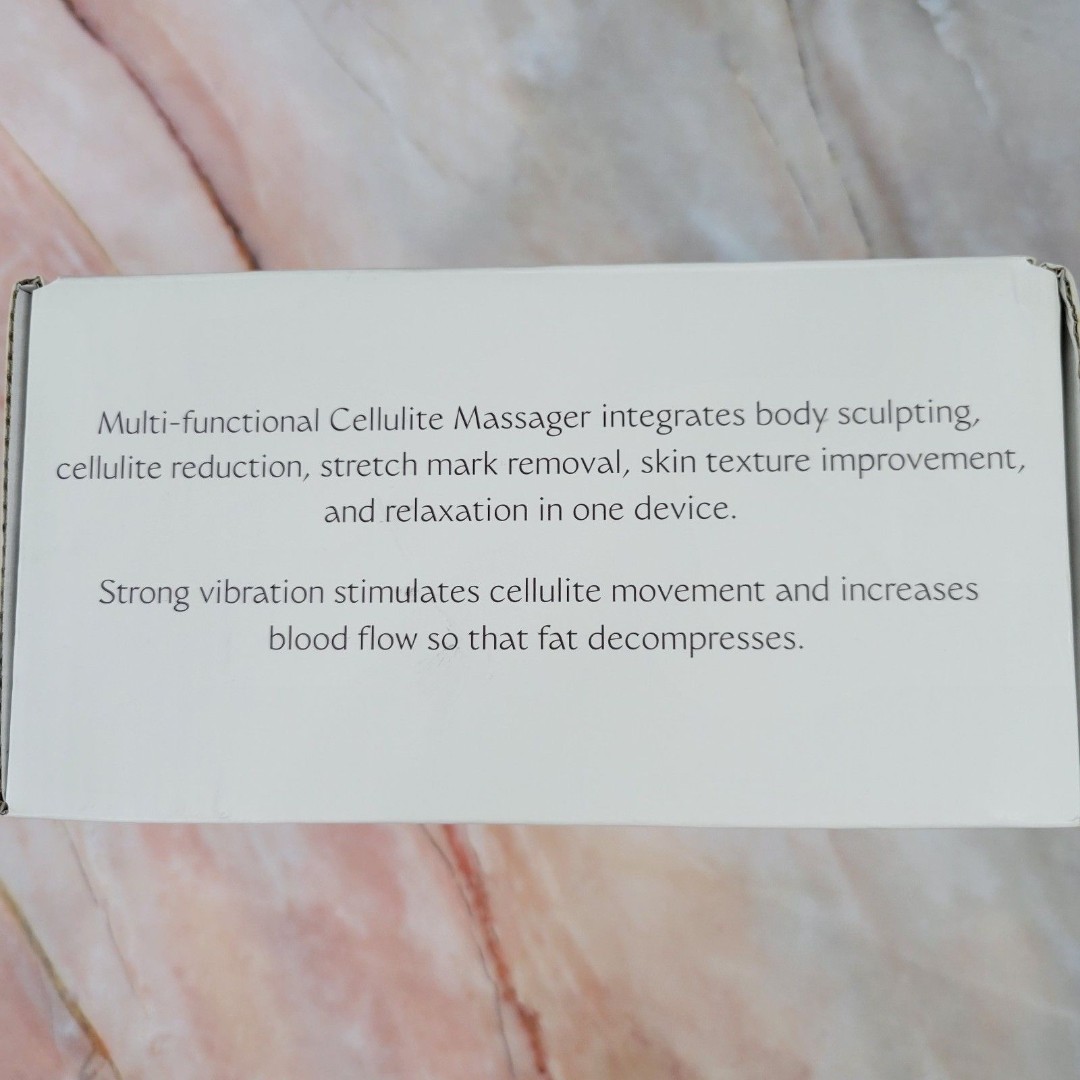 Multi-functional Cellulite Massager integrates body sculpting,
cellulite reduction, stretch mark removal, skin texture improvement,
and relaxation in one device.
Strong vibration stimulates cellulite movement and increases
blood flow so that fat decompresses.